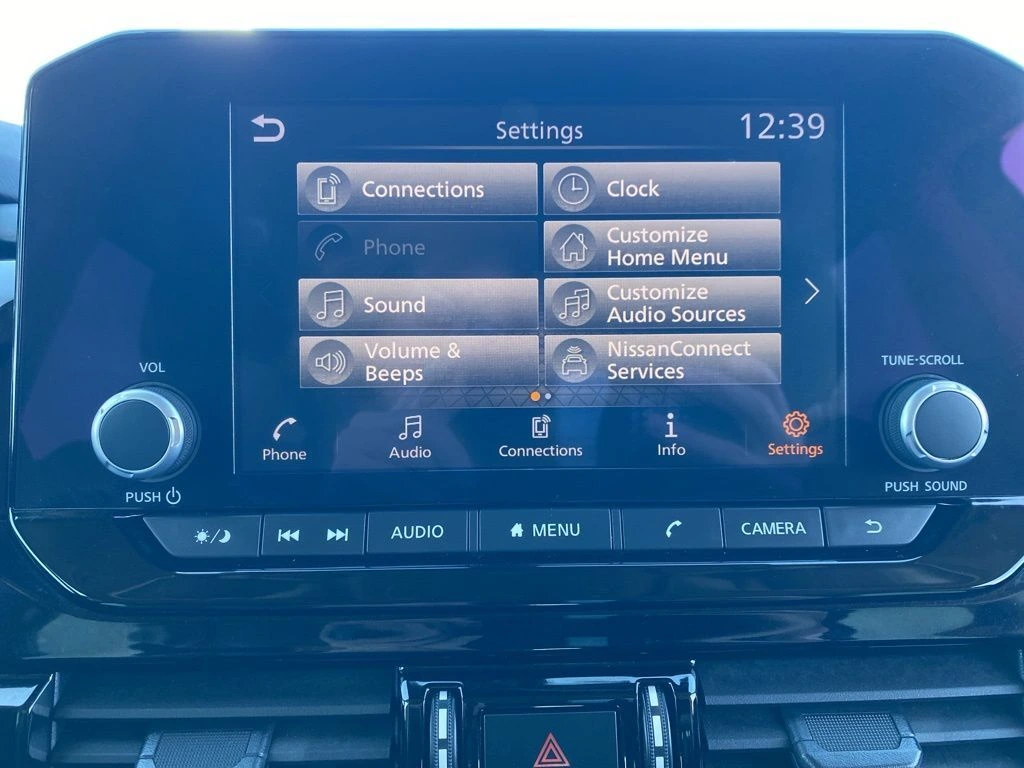 Settings
12:39
Connections
Clock
Phone
Customize
Home Menu
Sound
Customize
Audio Sources
Volume &
Beeps
NissanConnect
Services
Phone
Audio
Connections
Info
Settings
VOL
PUSH
TUNE·SCROLL
PUSH SOUND
AUDIO
MENU
CAMERA